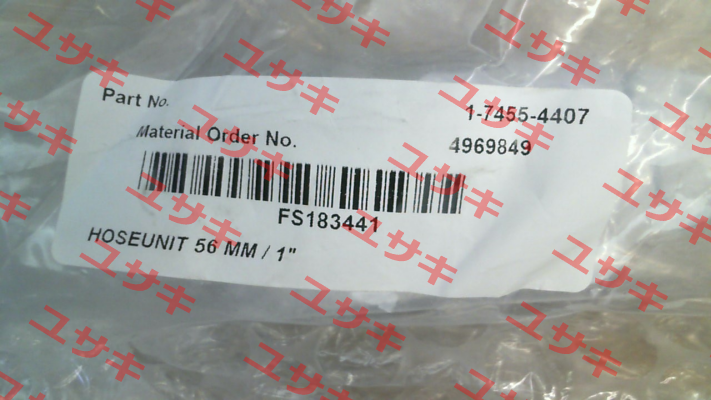 Part No. 1-7455-4407
Material Order No. 4969849
FS183441
HOSEUNIT 56 MM / 1"
ユサキ